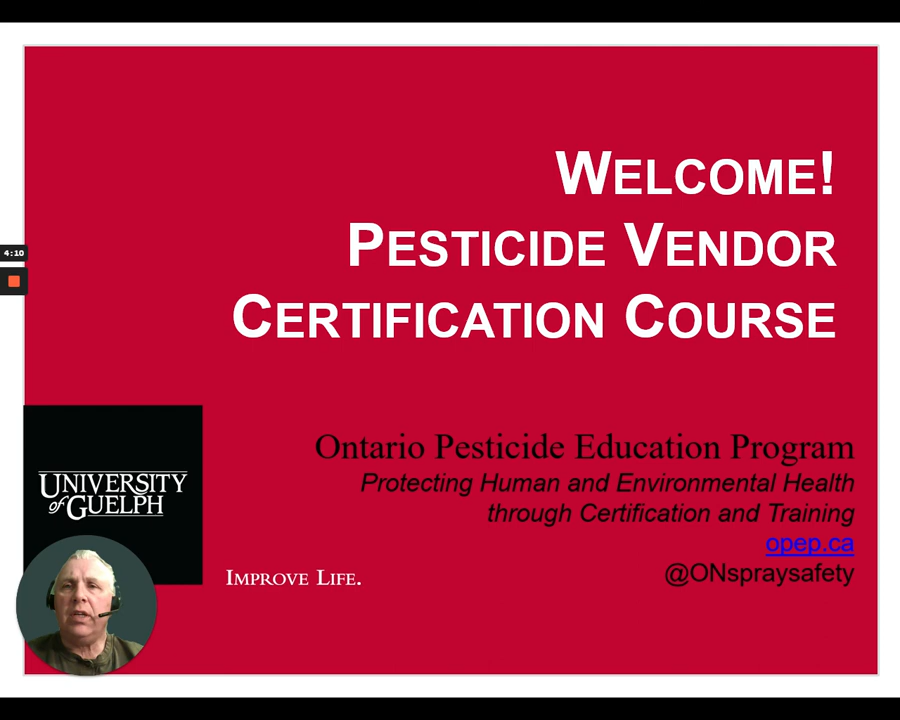 WELCOME!
PESTICIDE VENDOR
CERTIFICATION COURSE
4:10
UNIVERSITY
of GUELPH
Ontario Pesticide Education Program
Protecting Human and Environmental Health
through Certification and Training
opep.ca
@ONspraysafety
IMPROVE LIFE.